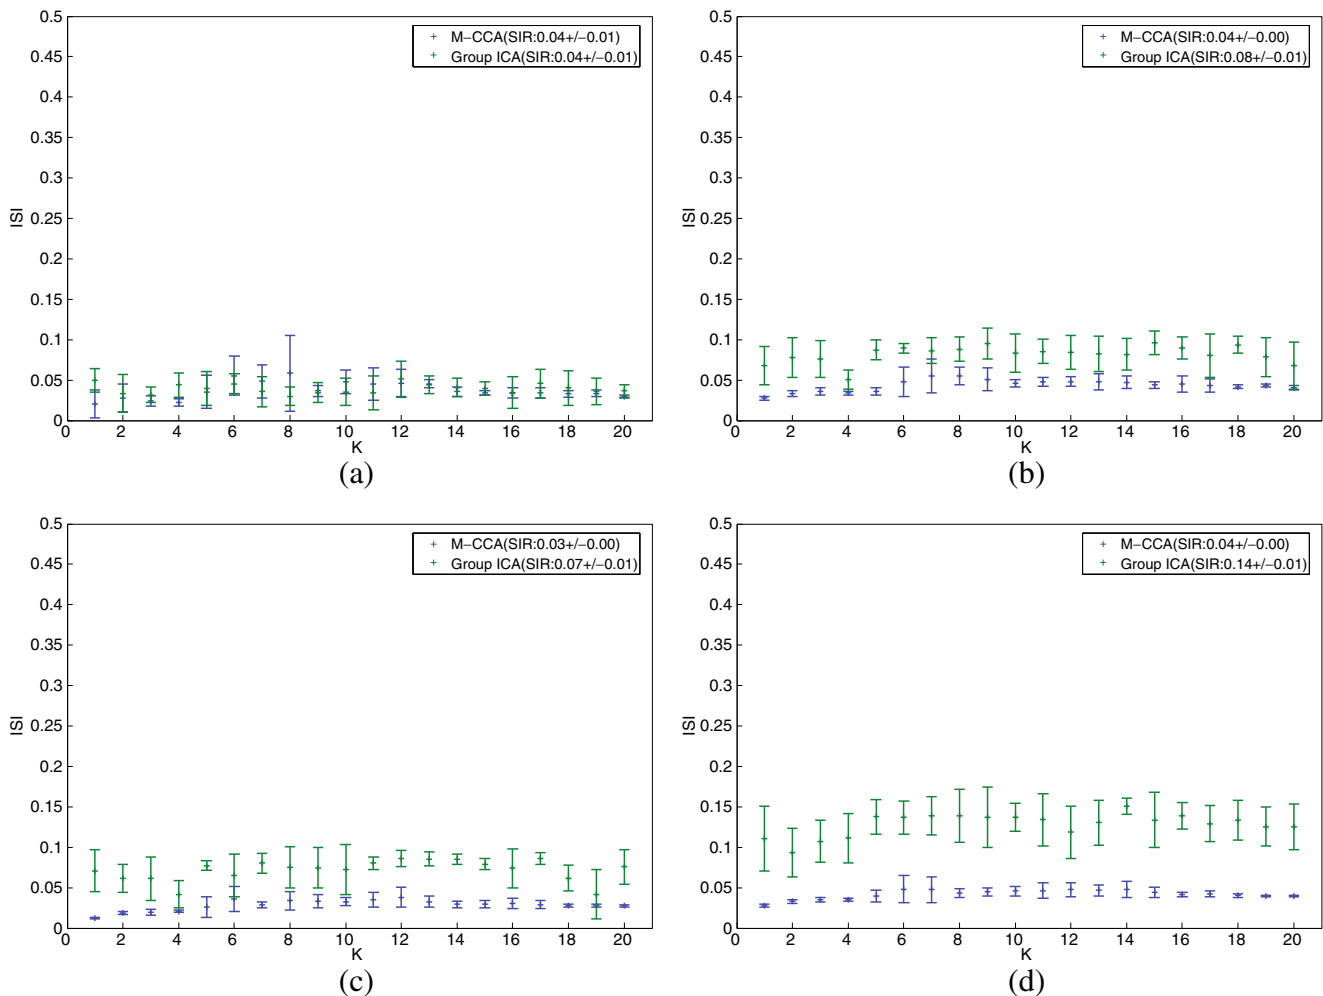 0.5
0.45
0.4
0.35
0.3
0.25
0.2
0.15
0.1
0.05
0
ISI
M−CCA(SIR:0.04+/−0.01)
Group ICA(SIR:0.04+/−0.01)
0 2 4 6 8 10 12 14 16 18 20
K
(a)
0.5
0.45
0.4
0.35
0.3
0.25
0.2
0.15
0.1
0.05
0
ISI
M−CCA(SIR:0.04+/−0.00)
Group ICA(SIR:0.08+/−0.01)
0 2 4 6 8 10 12 14 16 18 20
K
(b)
0.5
0.45
0.4
0.35
0.3
0.25
0.2
0.15
0.1
0.05
0
ISI
M−CCA(SIR:0.03+/−0.00)
Group ICA(SIR:0.07+/−0.01)
0 2 4 6 8 10 12 14 16 18 20
K
(c)
0.5
0.45
0.4
0.35
0.3
0.25
0.2
0.15
0.1
0.05
0
ISI
M−CCA(SIR:0.04+/−0.00)
Group ICA(SIR:0.14+/−0.01)
0 2 4 6 8 10 12 14 16 18 20
K
(d)